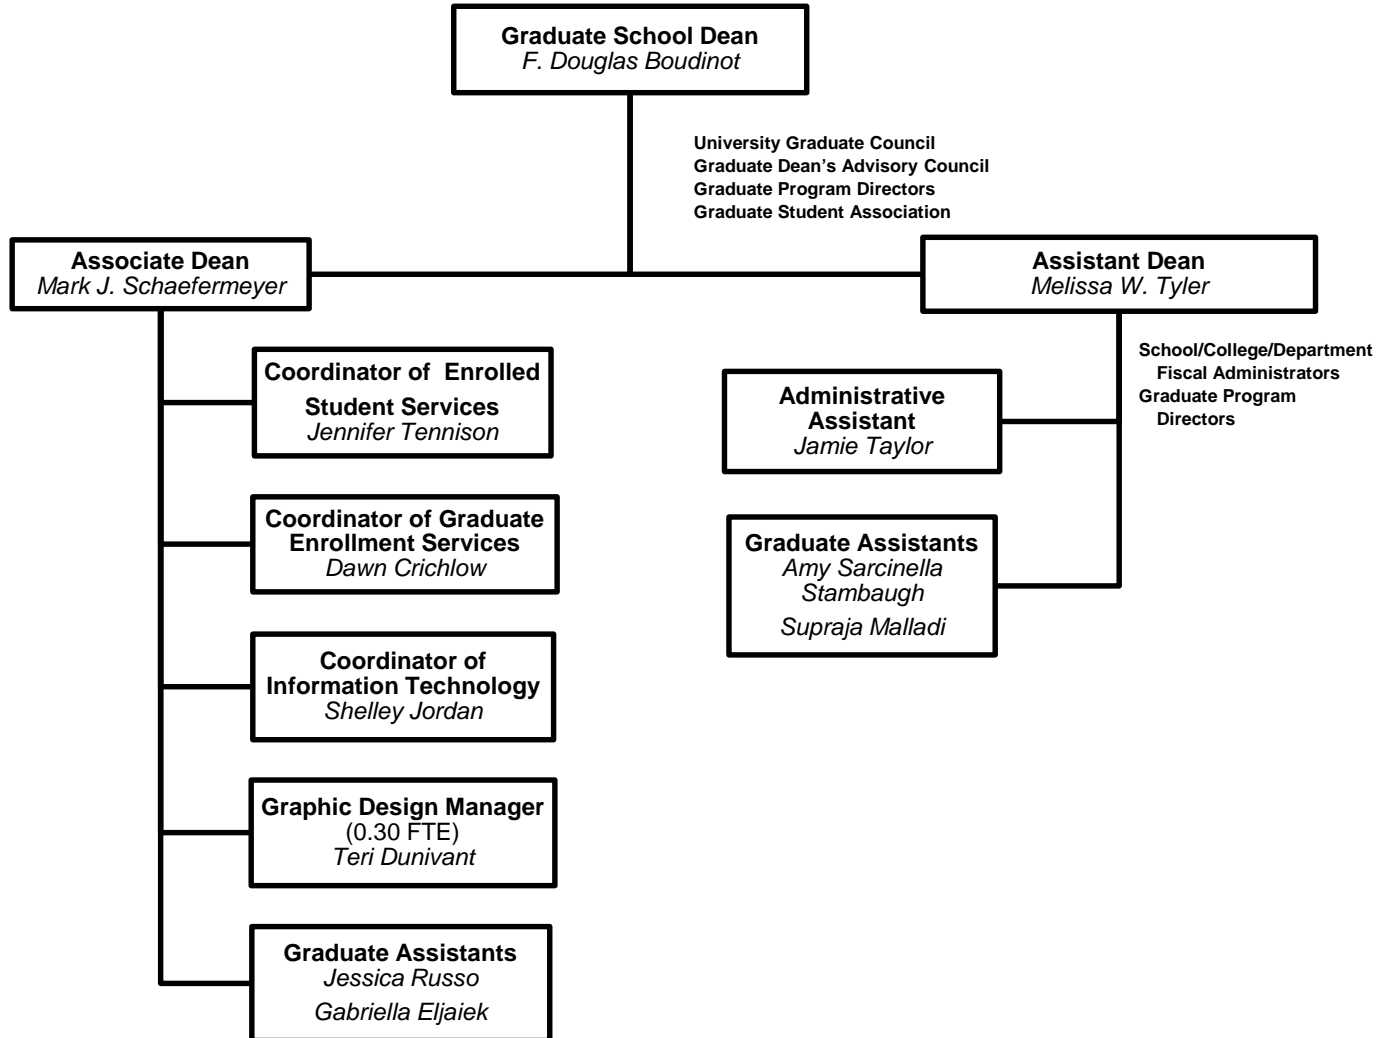 Graduate School Dean
F. Douglas Boudinot
University Graduate Council
Graduate Dean’s Advisory Council
Graduate Program Directors
Graduate Student Association
Associate Dean
Mark J. Schaefermeyer
Assistant Dean
Melissa W. Tyler
School/College/Department
Fiscal Administrators
Graduate Program
Directors
Coordinator of Enrolled
Student Services
Jennifer Tennison
Administrative
Assistant
Jamie Taylor
Coordinator of Graduate
Enrollment Services
Dawn Crichlow
Graduate Assistants
Amy Sarcinella
Stambaugh
Supraja Malladi
Coordinator of
Information Technology
Shelley Jordan
Graphic Design Manager
(0.30 FTE)
Teri Dunivant
Graduate Assistants
Jessica Russo
Gabriella Eljaiek